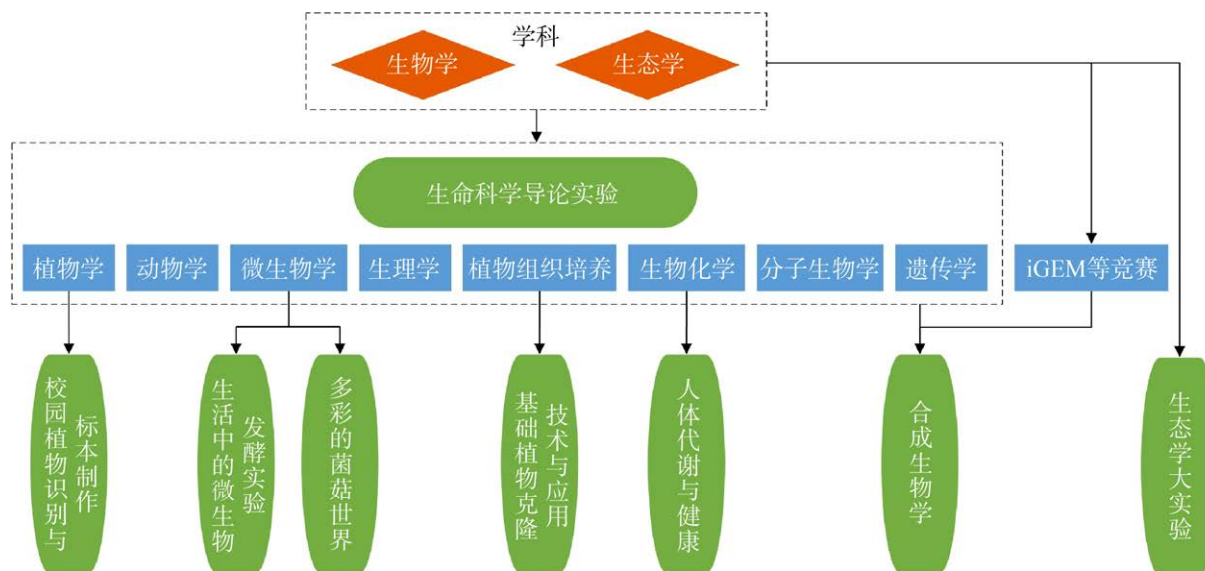 学科
生物学
生态学
生命科学导论实验
植物学
动物学
微生物学
生理学
植物组织培养
生物化学
分子生物学
遗传学
iGEM等竞赛
校园植物识别与
标本制作
生活中的微生物
发酵实验
多彩的菌菇世界
基础植物克隆
技术与应用
人体代谢与健康
合成生物学
生态学大实验